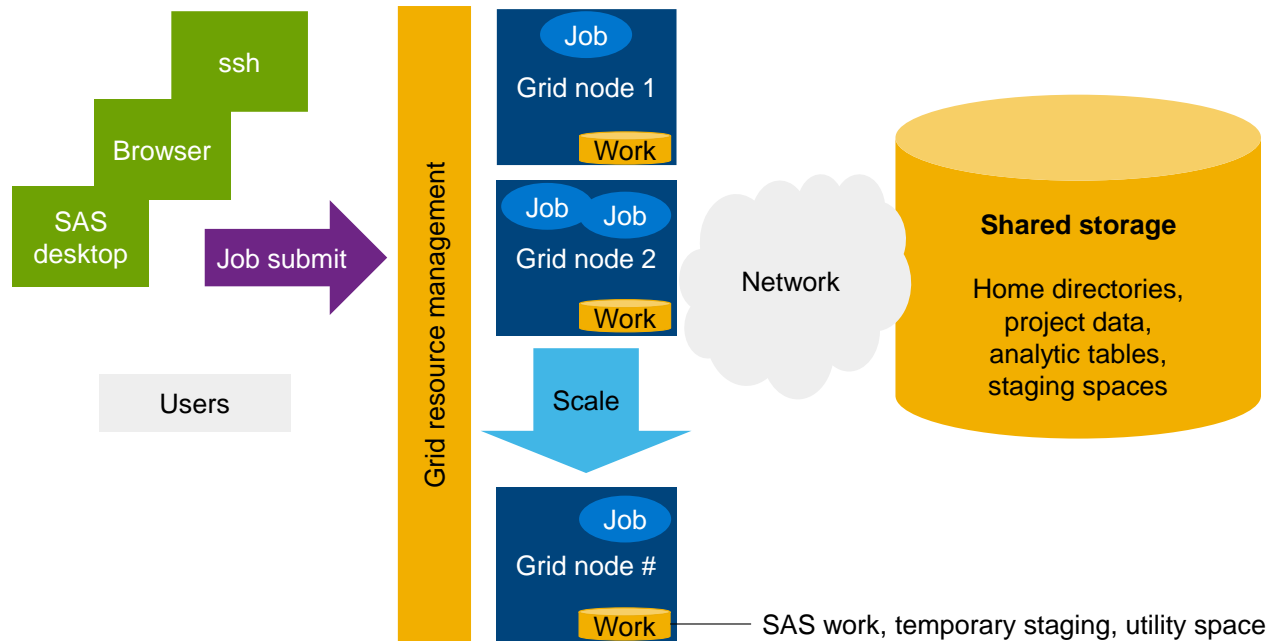 ssh
Browser
SAS
desktop
Job submit
Users
Grid resource management
Job
Grid node 1
Work
Job
Job
Grid node 2
Work
Scale
Job
Grid node #
Work
Network
Shared storage
Home directories,
project data,
analytic tables,
staging spaces
SAS work, temporary staging, utility space